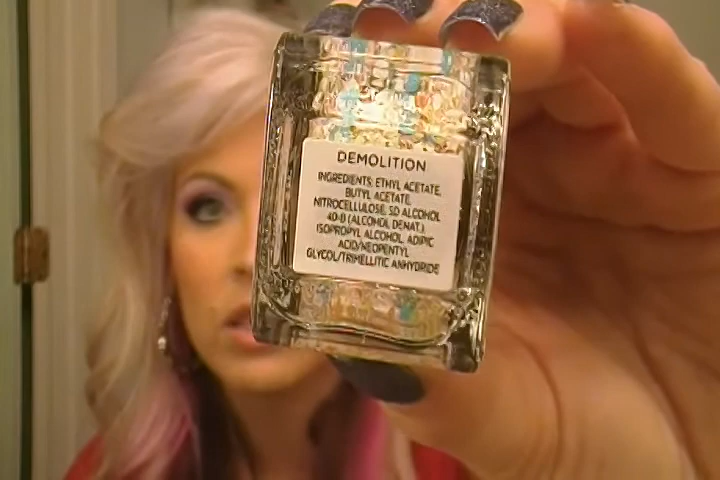 DEMOLITION
INGREDIENTS: ETHYL ACETATE,
BUTYL ACETATE,
NITROCELLULOSE, SD ALCOHOL
40-B (ALCOHOL DENAT.),
ISOPROPYL ALCOHOL, ADIPIC
ACID/NEOPENTYL
GLYCOL/TRIMELLITIC ANHYDRIDE